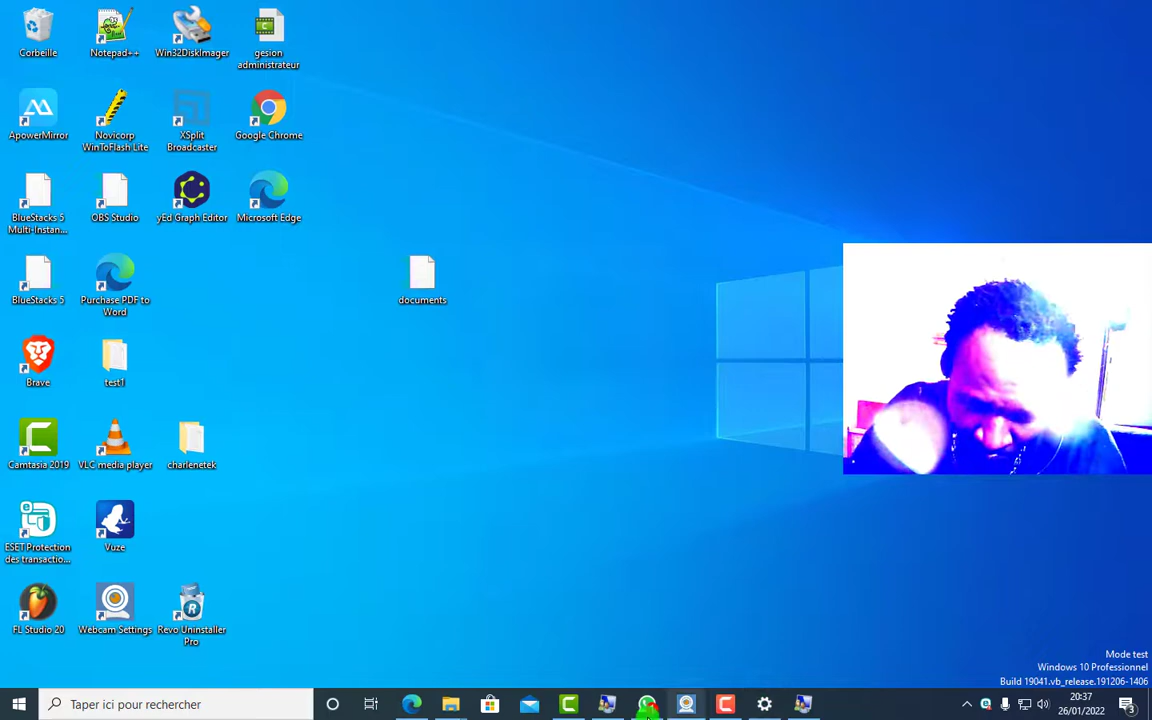 Corbeille
Notepad++
Win32DiskImager
gesion
administrateur
ApowerMirror
Novicorp
WinToFlash Lite
XSplit
Broadcaster
Google Chrome
BlueStacks 5
Multi-Instan...
OBS Studio
yEd Graph Editor
Microsoft Edge
BlueStacks 5
Purchase PDF to
Word
documents
Brave
test1
Camtasia 2019
VLC media player
charlenetek
ESET Protection
des transactio...
Vuze
FL Studio 20
Webcam Settings
Revo Uninstaller
Pro
Mode test
Windows 10 Professionnel
Build 19041.vb_release.191206-1406
Taper ici pour rechercher
20:37
26/01/2022
3